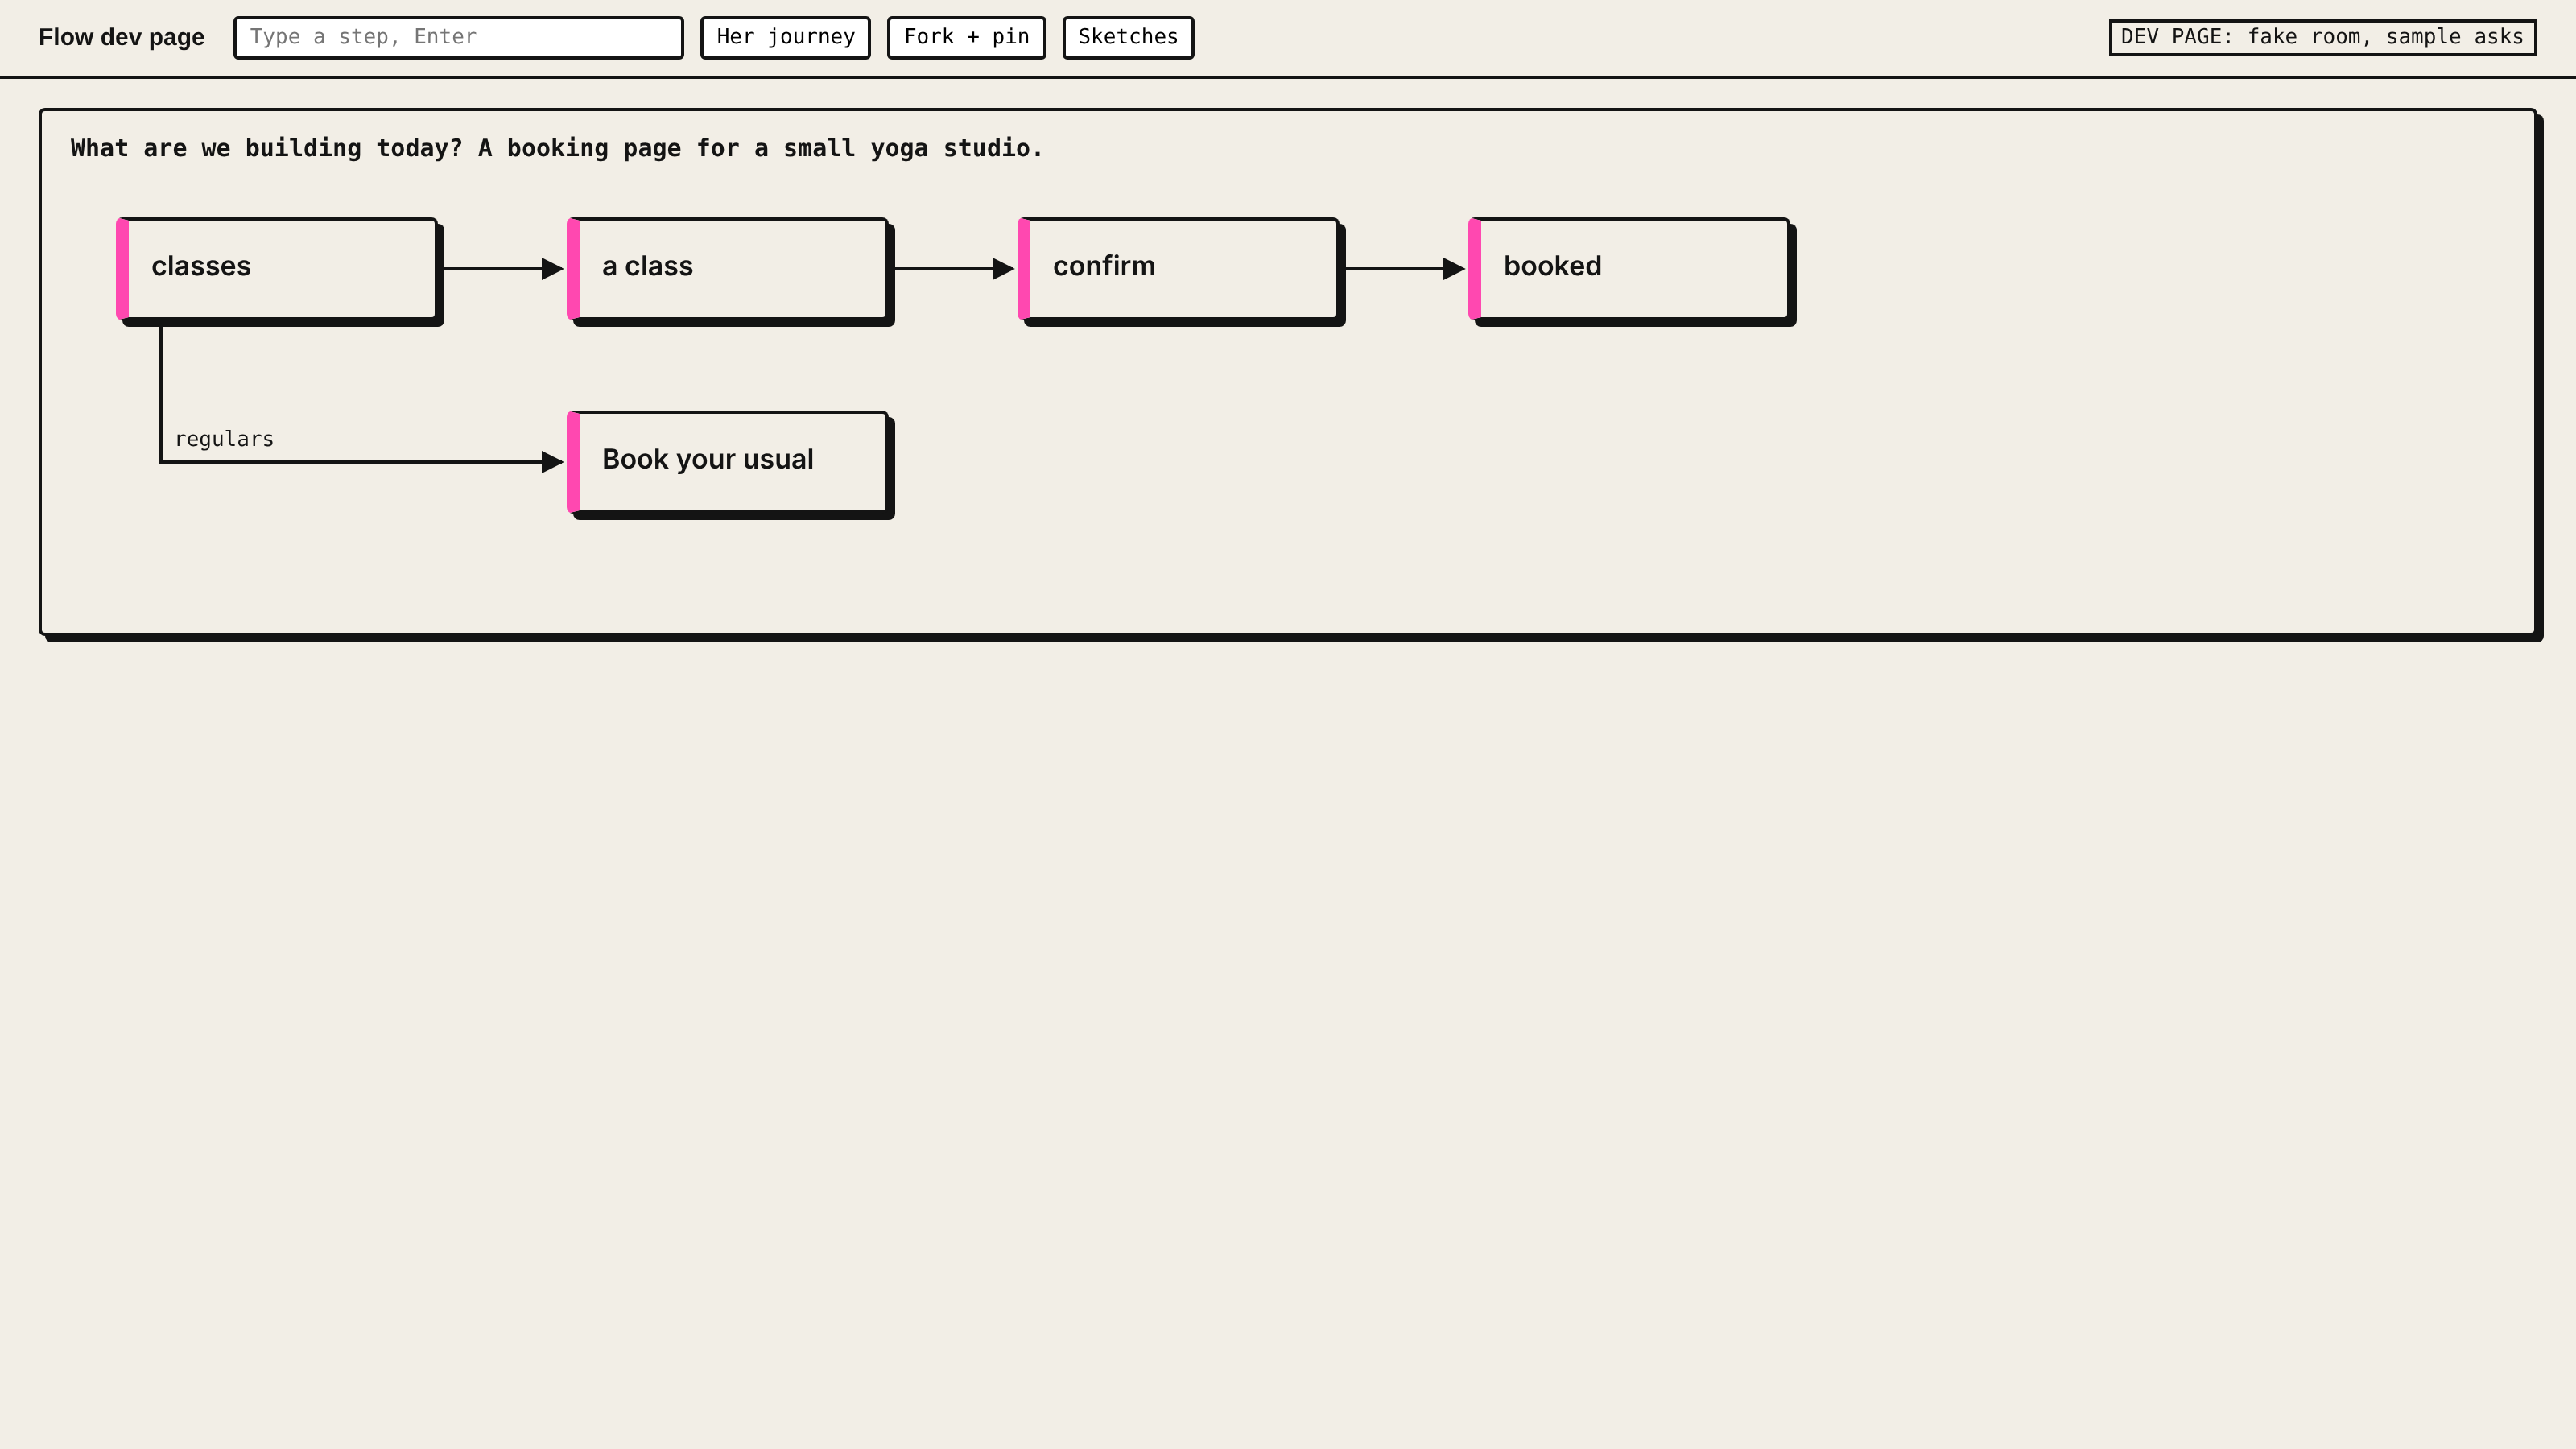 Flow dev page
Type a step, Enter
Her journey
Fork + pin
Sketches
DEV PAGE: fake room, sample asks
What are we building today? A booking page for a small yoga studio.
classes
a class
confirm
booked
regulars
Book your usual